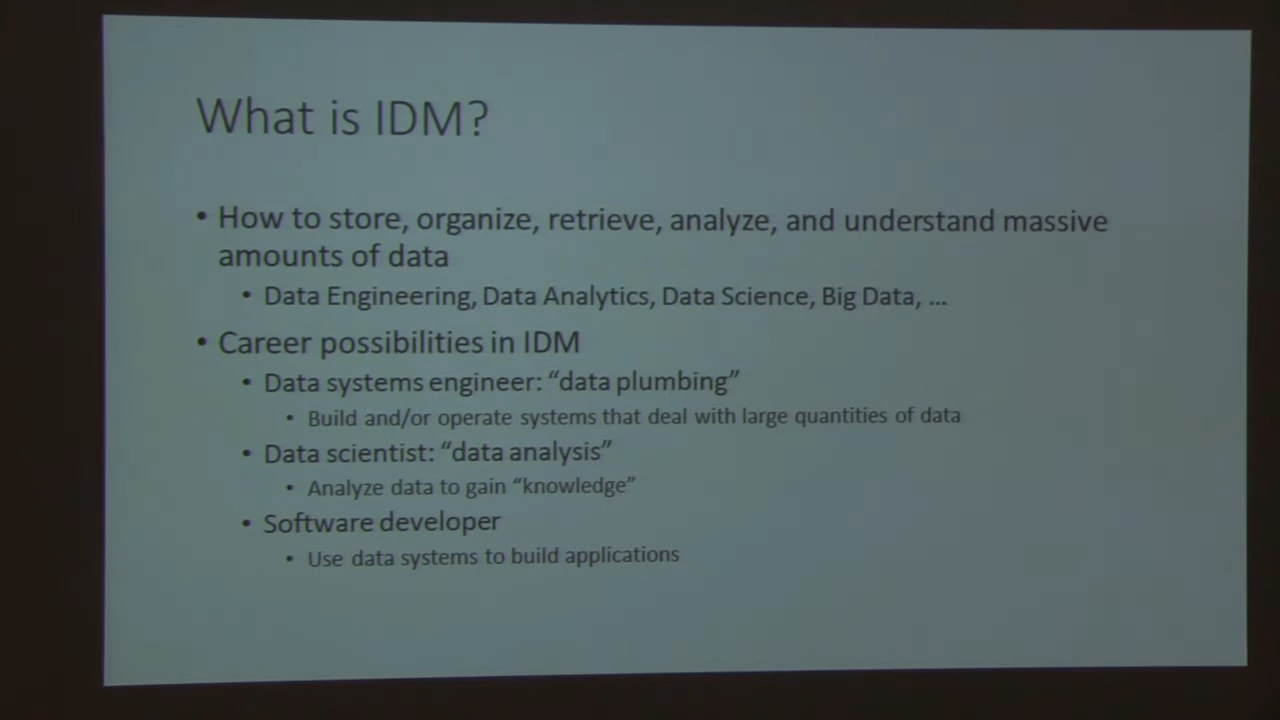 What is IDM?
• How to store, organize, retrieve, analyze, and understand massive
amounts of data
• Data Engineering, Data Analytics, Data Science, Big Data, ...
• Career possibilities in IDM
• Data systems engineer: “data plumbing”
• Build and/or operate systems that deal with large quantities of data
• Data scientist: “data analysis”
• Analyze data to gain “knowledge”
• Software developer
• Use data systems to build applications